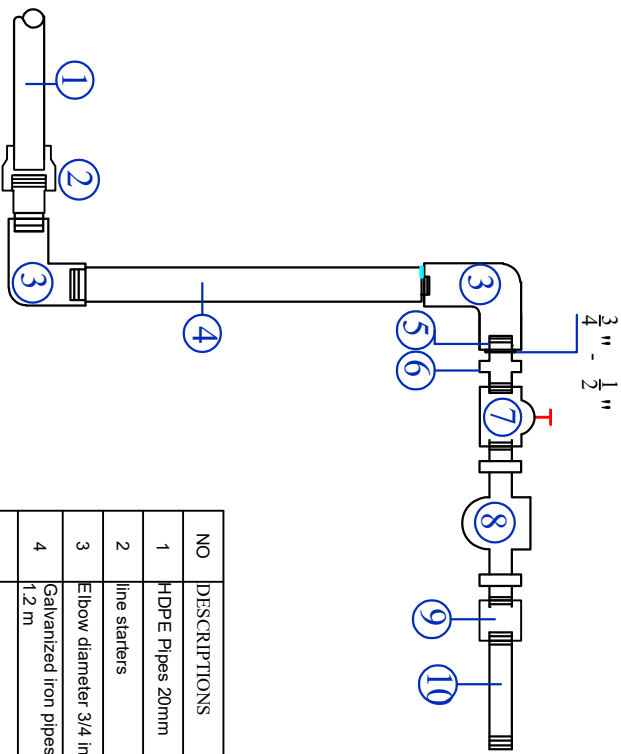 3/4 " - 1/2 "
3
5
6
7
8
9
10
4
1
2
3
NO DESCRIPTIONS
1 HDPE Pipes 20mm
2 line starters
3 Elbow diameter 3/4 in
4 Galvanized iron pipes
1.2 m